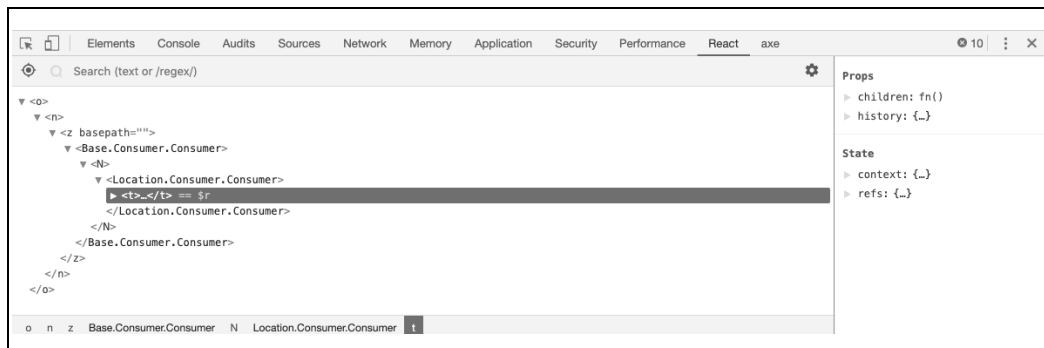 Elements Console Audits Sources Network Memory Application Security Performance React axe 10
Search (text or /regex/)
▼ <o>
▼ <n>
▼ <z basepath="">
▼ <Base.Consumer.Consumer>
▼ <N>
▼ <Location.Consumer.Consumer>
▶ <t>…</t> == $r
</Location.Consumer.Consumer>
</N>
</Base.Consumer.Consumer>
</z>
</n>
</o>
o n z Base.Consumer.Consumer N Location.Consumer.Consumer t
Props
▶ children: fn()
▶ history: {…}
State
▶ context: {…}
▶ refs: {…}